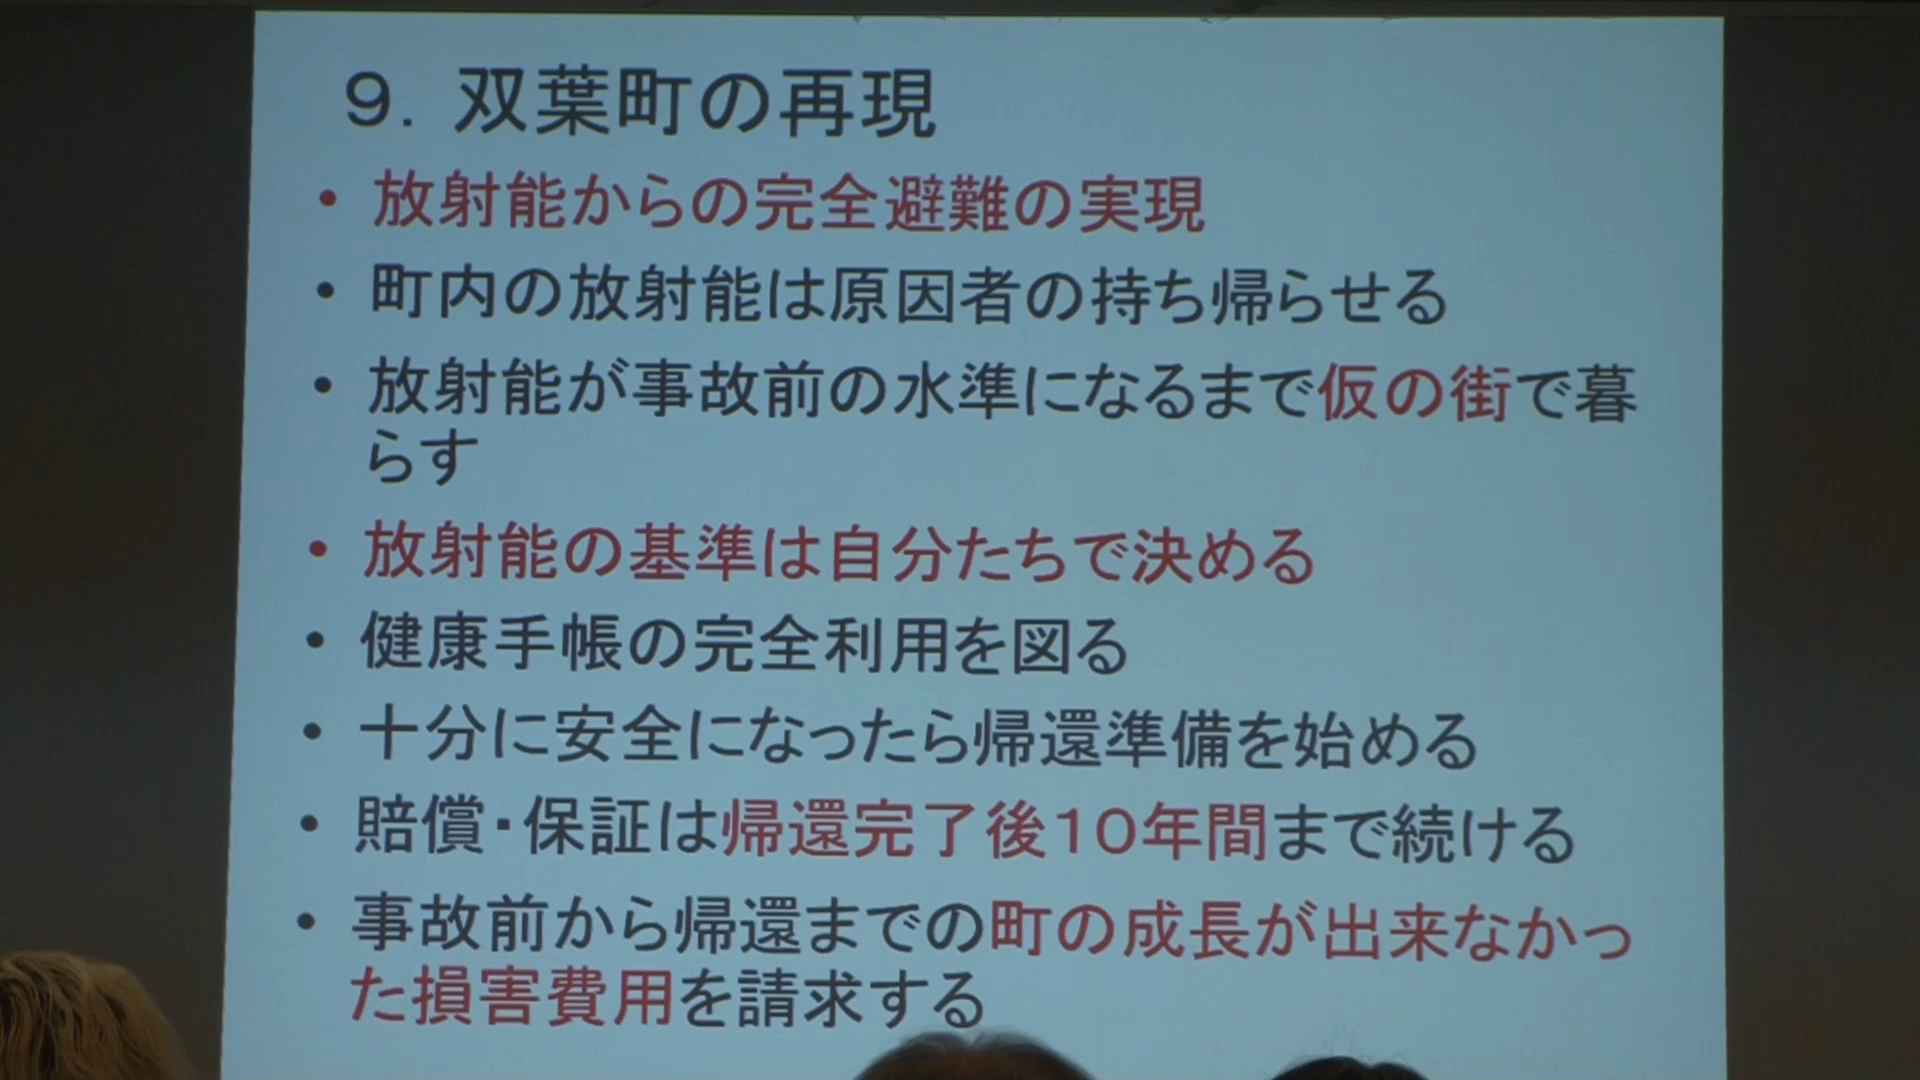 ９．双葉町の再現
• 放射能からの完全避難の実現
• 町内の放射能は原因者の持ち帰らせる
• 放射能が事故前の水準になるまで仮の街で暮
らす
• 放射能の基準は自分たちで決める
• 健康手帳の完全利用を図る
• 十分に安全になったら帰還準備を始める
• 賠償・保証は帰還完了後１０年間まで続ける
• 事故前から帰還までの町の成長が出来なかっ
た損害費用を請求する